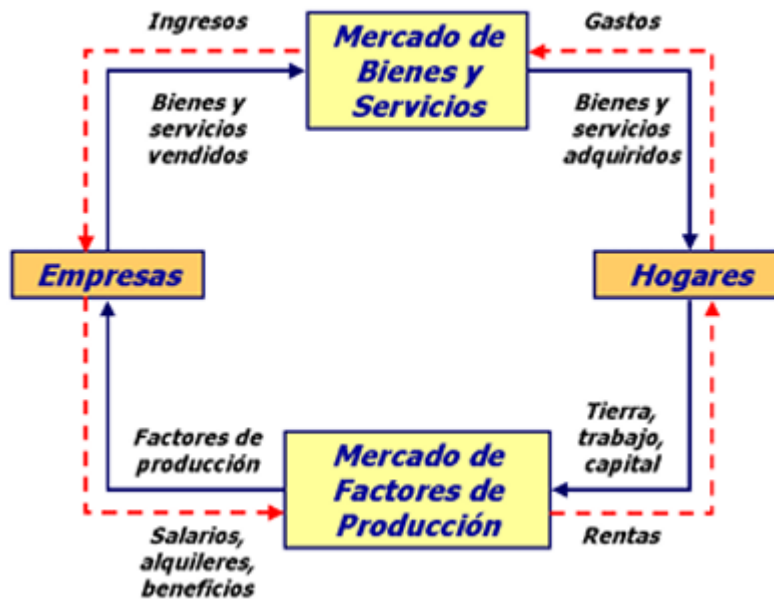 Ingresos
Mercado de
Bienes y
Servicios
Gastos
Bienes y
servicios
vendidos
Bienes y
servicios
adquiridos
Empresas
Hogares
Factores de
producción
Mercado de
Factores de
Producción
Tierra,
trabajo,
capital
Salarios,
alquileres,
beneficios
Rentas